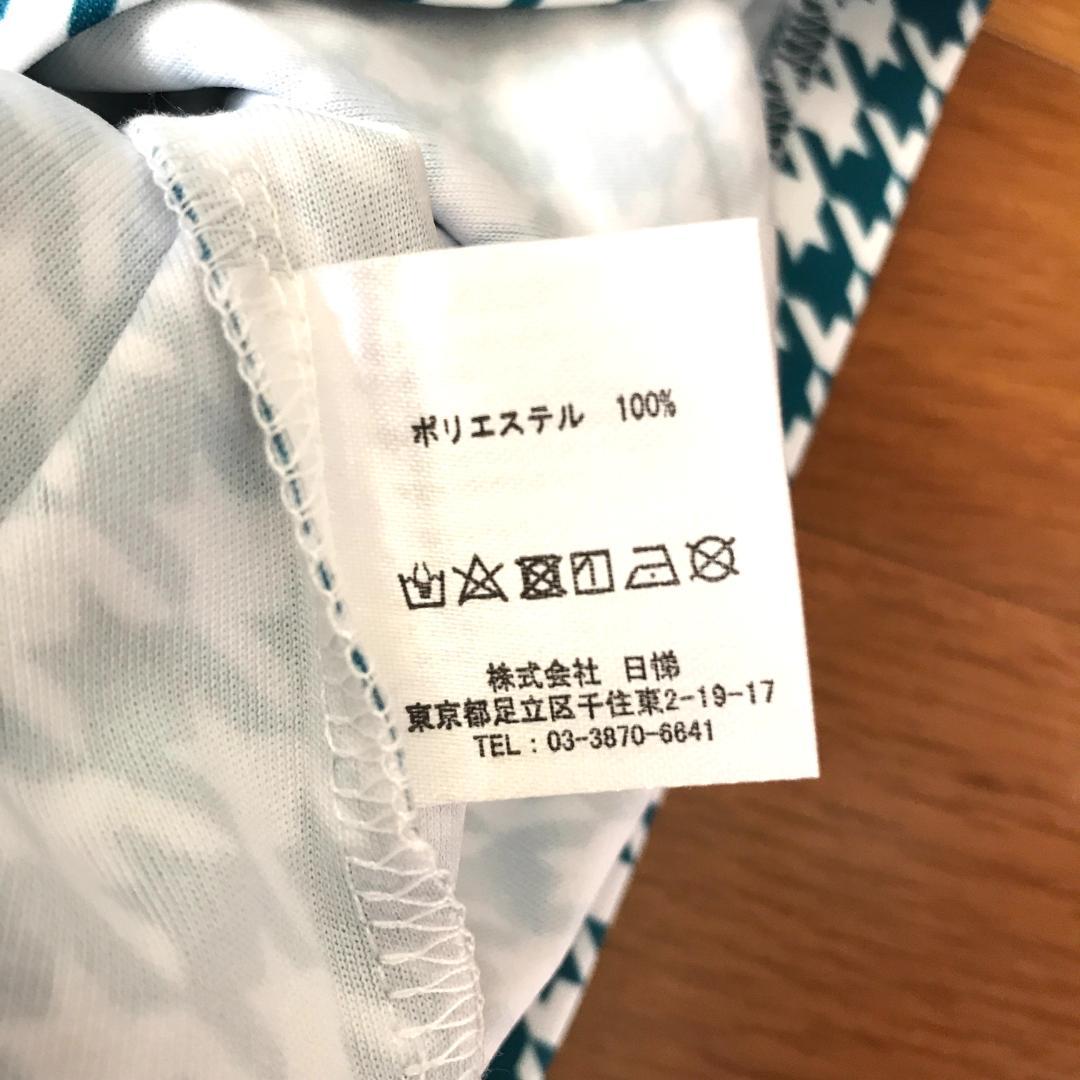 ポリエステル 100%
株式会社 日悌
東京都足立区千住東2-19-17
TEL:03-3870-6641